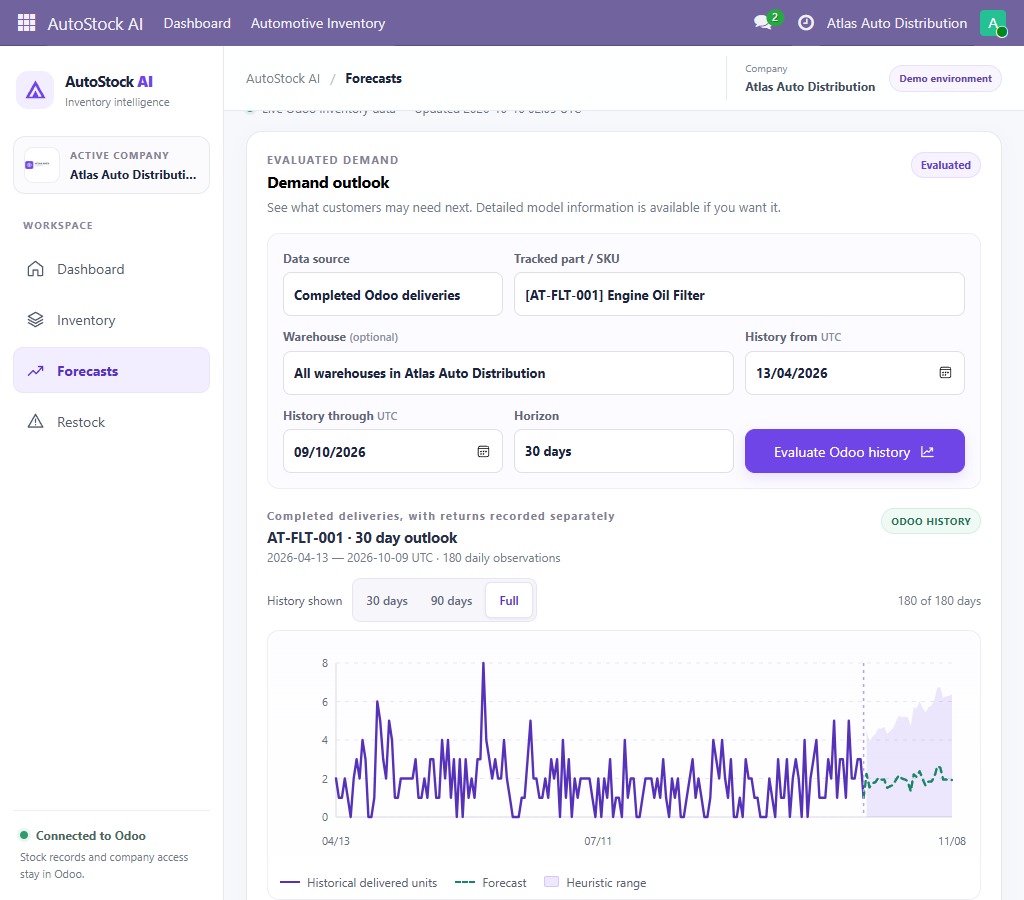 AutoStock AI
Dashboard
Automotive Inventory
2
Atlas Auto Distribution
A
AutoStock AI
Inventory intelligence
ACTIVE COMPANY
Atlas Auto Distributi...
WORKSPACE
Dashboard
Inventory
Forecasts
Restock
Connected to Odoo
Stock records and company access
stay in Odoo.
AutoStock AI / Forecasts
Company
Atlas Auto Distribution
Demo environment
EVALUATED DEMAND
Evaluated
Demand outlook
See what customers may need next. Detailed model information is available if you want it.
Data source
Tracked part / SKU
Completed Odoo deliveries
[AT-FLT-001] Engine Oil Filter
Warehouse (optional)
History from UTC
All warehouses in Atlas Auto Distribution
13/04/2026
History through UTC
Horizon
09/10/2026
30 days
Evaluate Odoo history
Completed deliveries, with returns recorded separately
ODOO HISTORY
AT-FLT-001 · 30 day outlook
2026-04-13 — 2026-10-09 UTC · 180 daily observations
History shown
30 days
90 days
Full
180 of 180 days
8
6
4
2
0
04/13
07/11
11/08
Historical delivered units
Forecast
Heuristic range